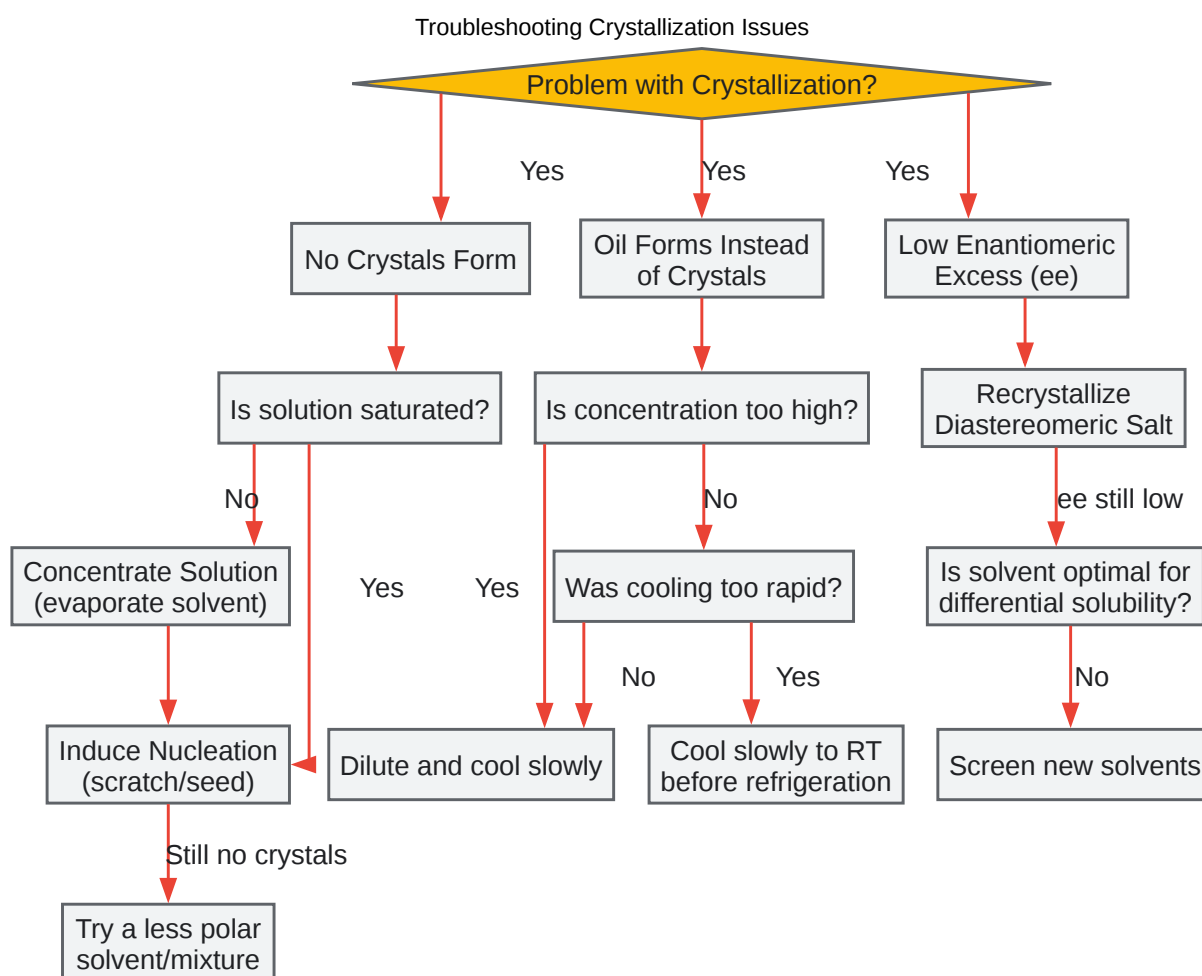 Troubleshooting Crystallization Issues
Problem with Crystallization?
Yes
Yes
Yes
No Crystals Form
Oil Forms Instead
of Crystals
Low Enantiomeric
Excess (ee)
Is solution saturated?
Is concentration too high?
Recrystallize
Diastereomeric Salt
No
No
ee still low
Concentrate Solution
(evaporate solvent)
Yes
Yes
Was cooling too rapid?
Is solvent optimal for
differential solubility?
No
Yes
No
Induce Nucleation
(scratch/seed)
Dilute and cool slowly
Cool slowly to RT
before refrigeration
Screen new solvents
Still no crystals
Try a less polar
solvent/mixture